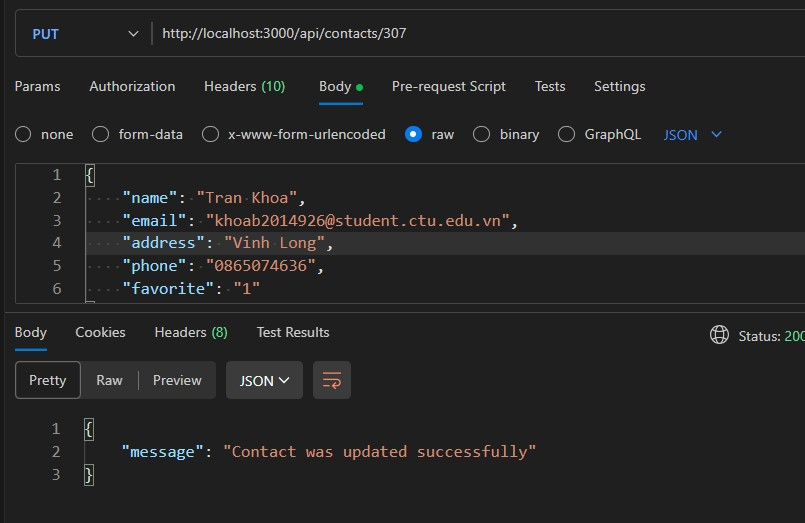 PUT http://localhost:3000/api/contacts/307
Params Authorization Headers (10) Body Pre-request Script Tests Settings
none form-data x-www-form-urlencoded raw binary GraphQL JSON
1 {
2 "name": "Tran Khoa",
3 "email": "khoab2014926@student.ctu.edu.vn",
4 "address": "Vinh Long",
5 "phone": "0865074636",
6 "favorite": "1"
Body Cookies Headers (8) Test Results Status: 200
Pretty Raw Preview JSON
1 {
2 "message": "Contact was updated successfully"
3 }